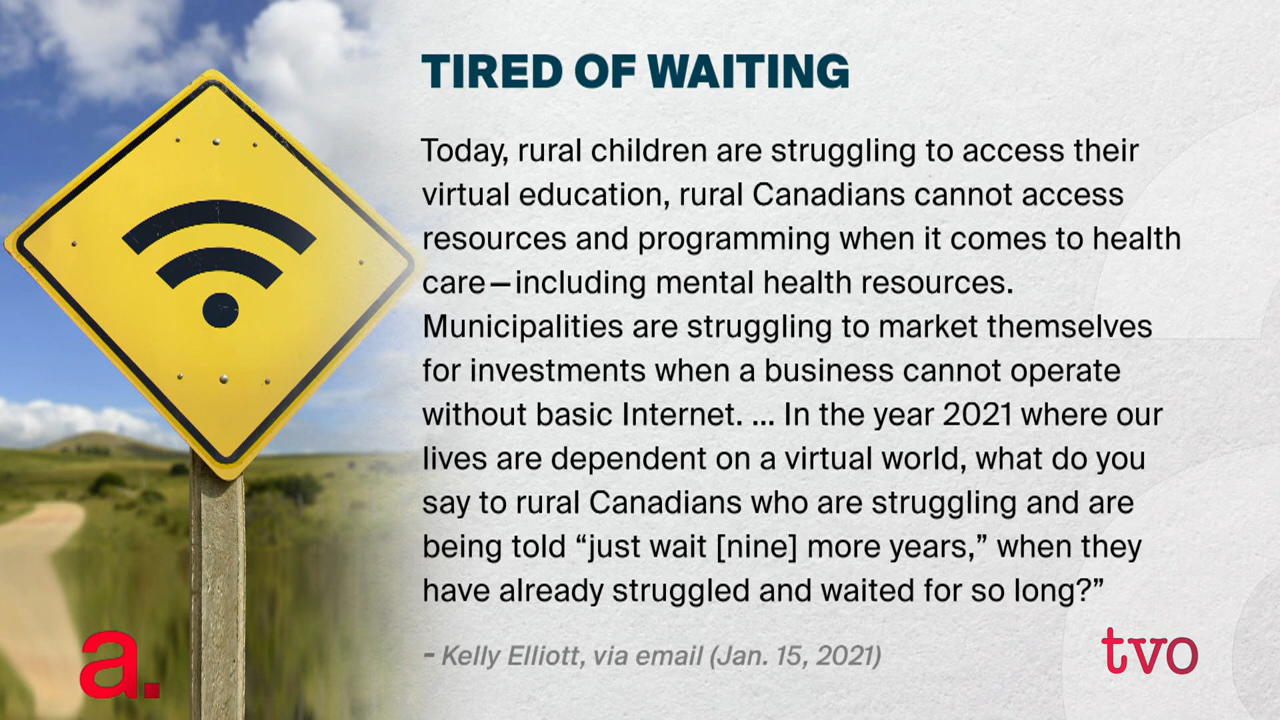 TIRED OF WAITING
Today, rural children are struggling to access their
virtual education, rural Canadians cannot access
resources and programming when it comes to health
care—including mental health resources.
Municipalities are struggling to market themselves
for investments when a business cannot operate
without basic Internet. ... In the year 2021 where our
lives are dependent on a virtual world, what do you
say to rural Canadians who are struggling and are
being told “just wait [nine] more years,” when they
have already struggled and waited for so long?”
– Kelly Elliott, via email (Jan. 15, 2021)
a.
tvo